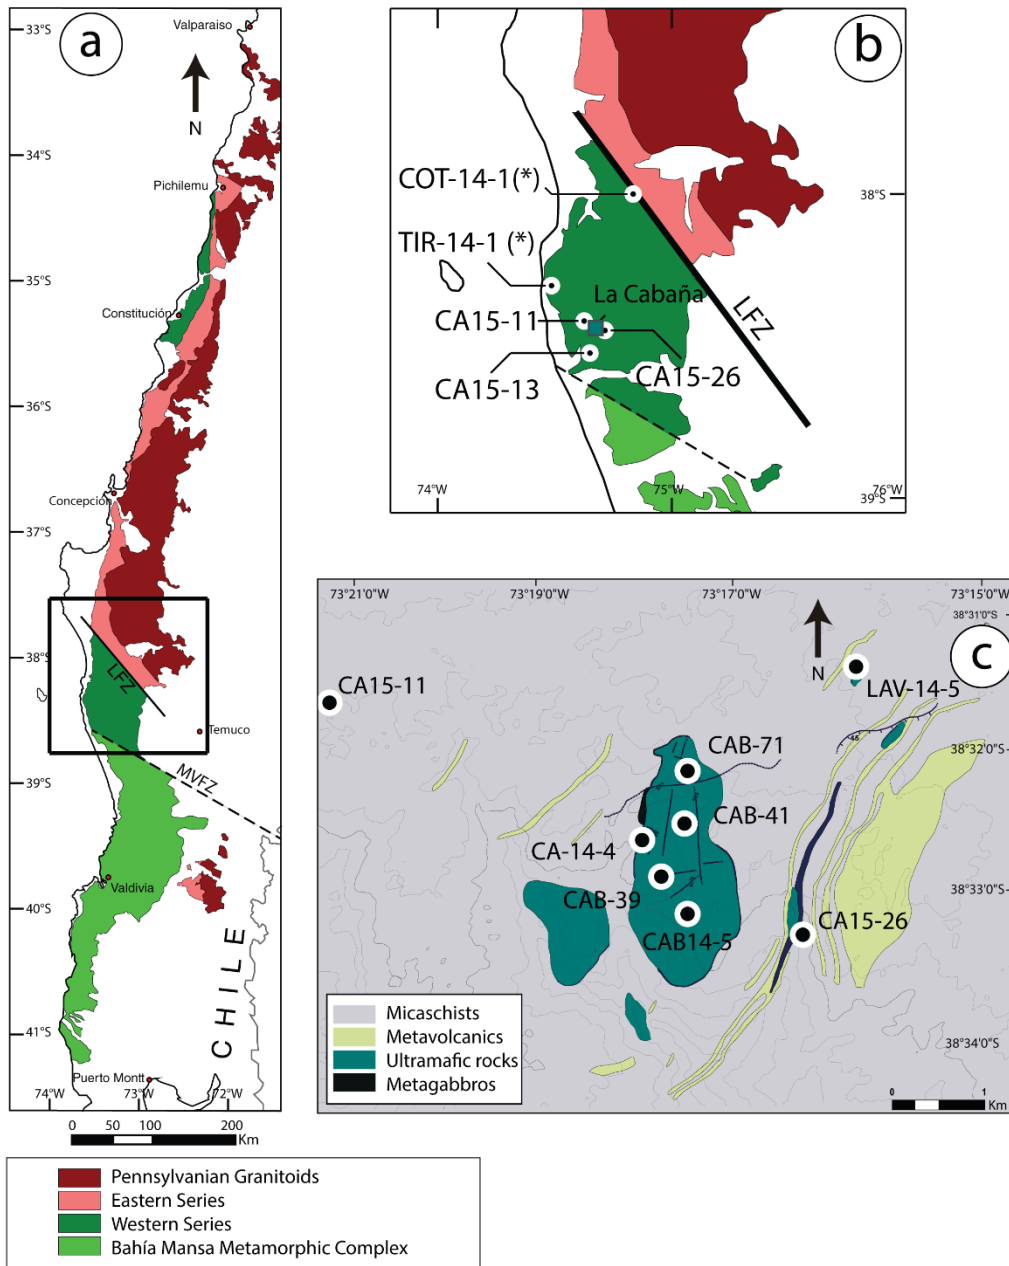 a
33°S
Valparaiso
N
34°S
Pichilemu
35°S
Constitución
36°S
Concepción
37°S
38°S
LFZ
Temuco
39°S
MVFZ
Valdivia
40°S
CHILE
41°S
Puerto Montt
74°W
73°W
72°W
0 50 100 200
Km
Pennsylvanian Granitoids
Eastern Series
Western Series
Bahía Mansa Metamorphic Complex
b
N
COT-14-1(*)
38°S
TIR-14-1 (*)
La Cabaña
LFZ
CA15-11
CA15-13
CA15-26
74°W
75°W
76°W
39°S
73°21'0"W
73°19'0"W
73°17'0"W
73°15'0"W
38°31'0"S
c
N
CA15-11
LAV-14-5
38°32'0"S
CAB-71
CAB-41
CA-14-4
CAB-39
38°33'0"S
CAB14-5
CA15-26
38°34'0"S
Micaschists
Metavolcanics
Ultramafic rocks
Metagabbros
0 1
Km